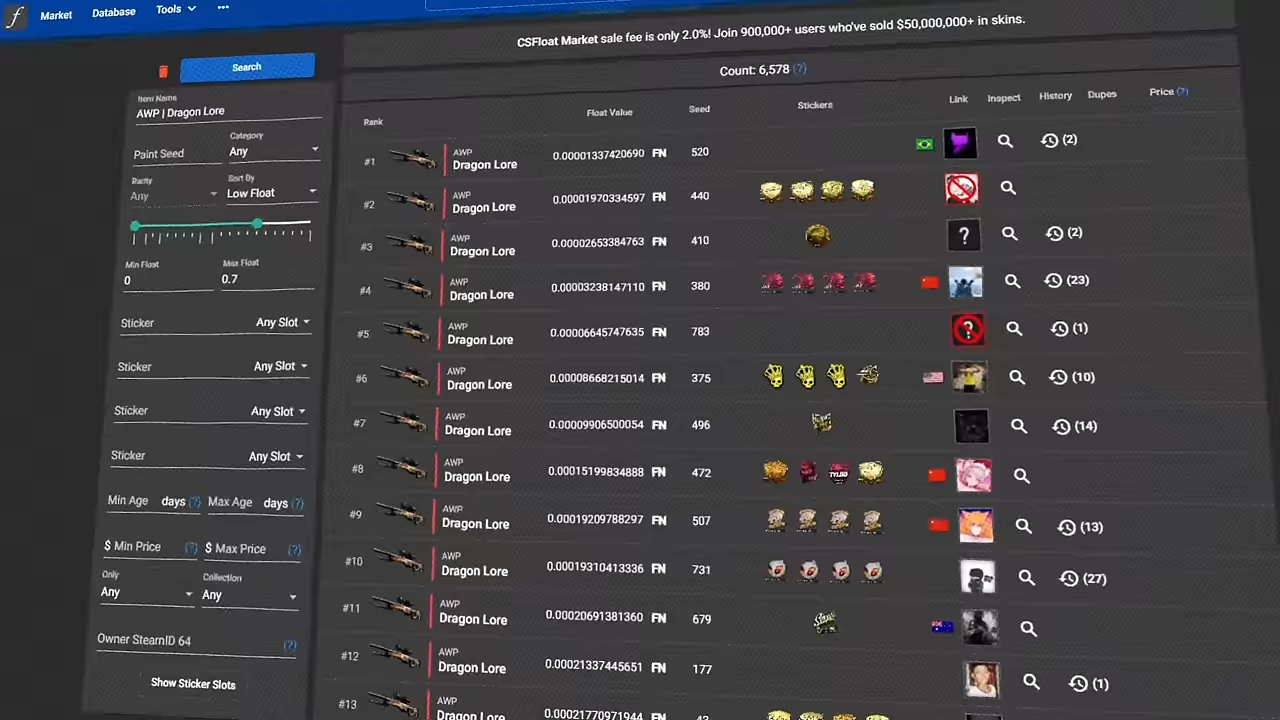 f Market Database Tools •••
CSFloat Market sale fee is only 2.0%! Join 900,000+ users who've sold $50,000,000+ in skins.
Count: 6,578 (?)
Search
Item Name
AWP | Dragon Lore
Paint Seed
Category
Any
Rarity
Any
Sort By
Low Float
Min Float
0
Max Float
0.7
Sticker Any Slot
Sticker Any Slot
Sticker Any Slot
Sticker Any Slot
Min Age days (?) Max Age days (?)
$ Min Price (?) $ Max Price (?)
Only
Any
Collection
Any
Owner SteamID 64 (?)
Show Sticker Slots
Rank Float Value Seed Stickers Link Inspect History Dupes Price (?)
#1 AWP
Dragon Lore 0.00001337420690 FN 520 (2)
#2 AWP
Dragon Lore 0.00001970334597 FN 440
#3 AWP
Dragon Lore 0.00002653384763 FN 410 ? (2)
#4 AWP
Dragon Lore 0.00003238147110 FN 380 (23)
#5 AWP
Dragon Lore 0.00006645747635 FN 783 ? (1)
#6 AWP
Dragon Lore 0.00008668215014 FN 375 (10)
#7 AWP
Dragon Lore 0.00009906500054 FN 496 (14)
#8 AWP
Dragon Lore 0.00015199834888 FN 472 TYLOO
#9 AWP
Dragon Lore 0.00019209788297 FN 507 (13)
#10 AWP
Dragon Lore 0.00019310413336 FN 731 (27)
#11 AWP
Dragon Lore 0.00020691381360 FN 679
#12 AWP
Dragon Lore 0.00021337445651 FN 177 (1)
#13 AWP
Dragon Lore 0.00021770971944 FN